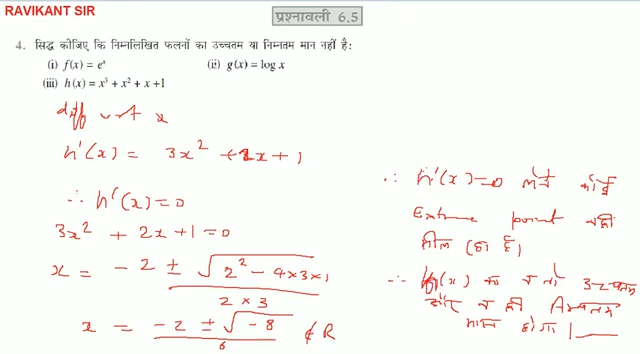 RAVIKANT SIR
प्रश्नावली 6.5
4. सिद्ध कीजिए कि निम्नलिखित फलनों का उच्चतम या निम्नतम मान नहीं है:
(i) f(x) = eˣ (ii) g(x) = log x
(iii) h(x) = x³ + x² + x + 1
diff w.r.t x
h'(x) = 3x² + 2x + 1
∴ h'(x) = 0
3x² + 2x + 1 = 0
x = -2 ± √(2² - 4×3×1) / 2×3
x = -2 ± √-8 / 6 ∉ R
∴ h'(x) = 0 कोई
Extreme point नहीं
मील रहा है
∴ h(x) का न तो उच्चतम
और न ही निम्नतम
मान होगा |